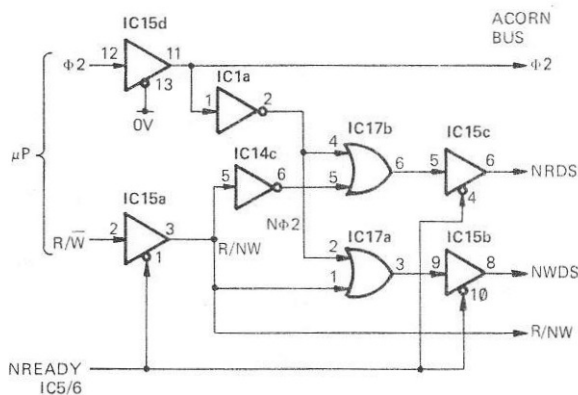 IC15d
ACORN
BUS
12
11
Φ2
13
0V
IC1a
1
2
Φ2
IC17b
IC15c
4
5
6
5
6
4
NRDS
IC14c
5
6
μP
IC15a
R/W̅
2
3
1
R/NW
NΦ2
IC17a
IC15b
2
1
3
9
8
10
NWDS
R/NW
NREADY
IC5/6